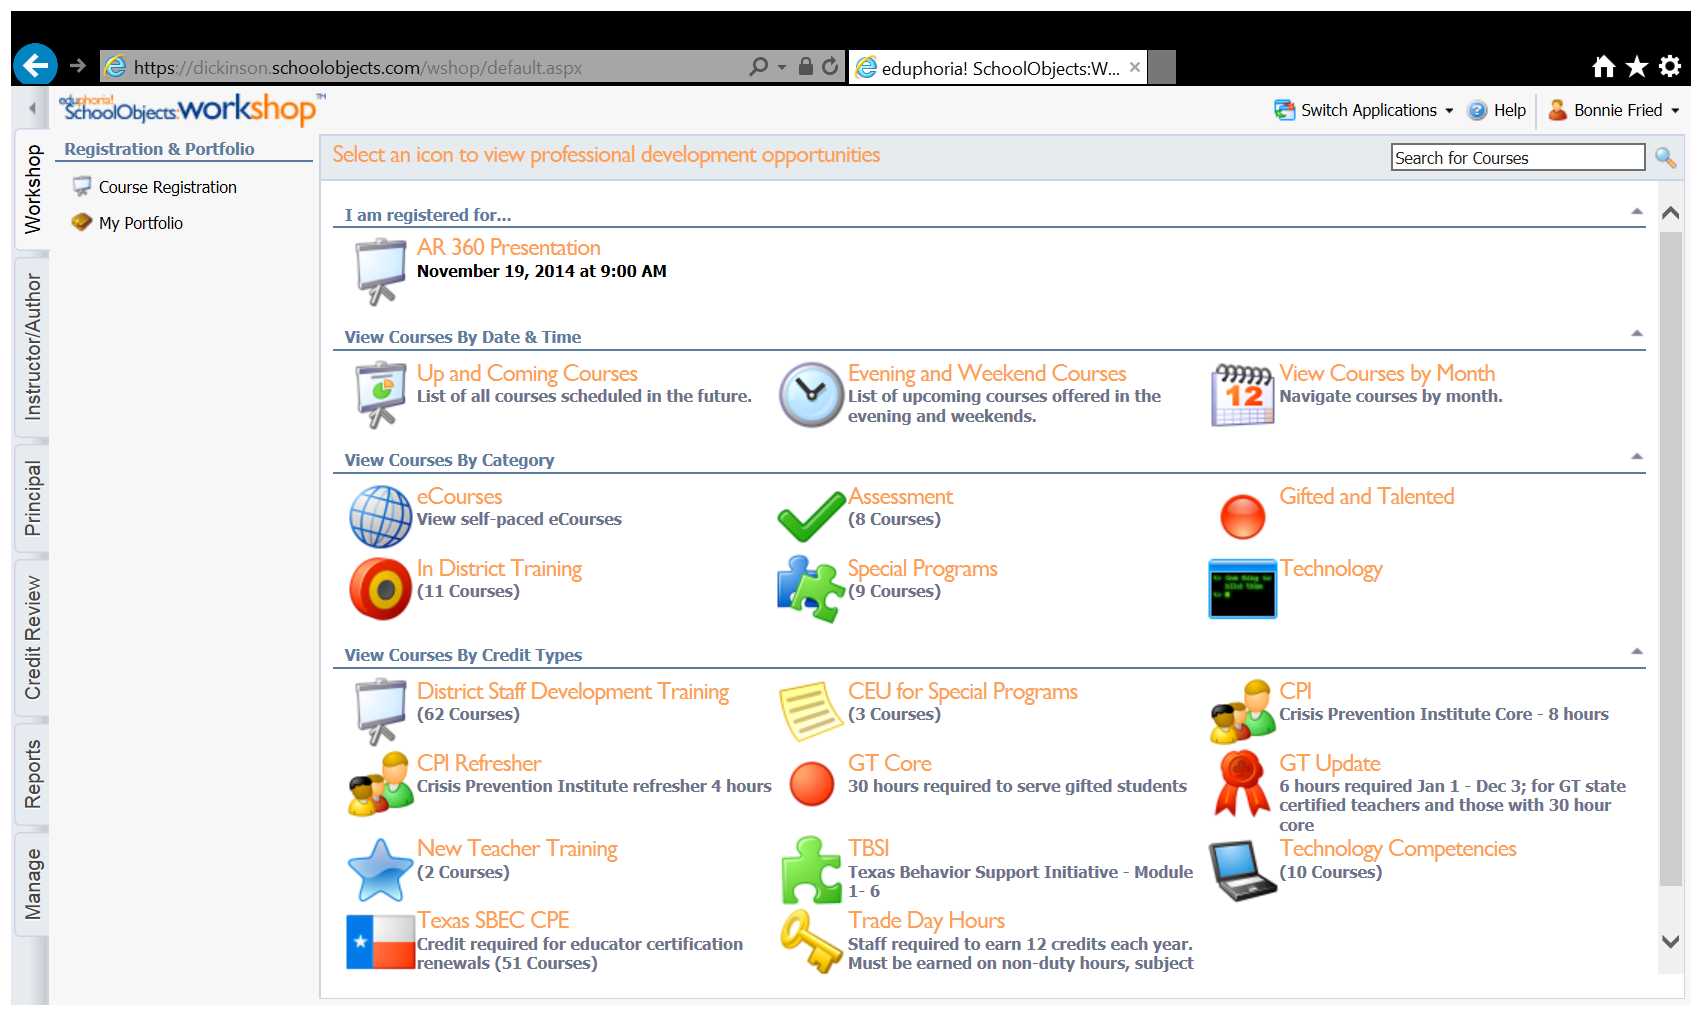 https://dickinson.schoolobjects.com/wshop/default.aspx
eduphoria! SchoolObjects:W...
eduphoria!
SchoolObjects:workshop™
Switch Applications
Help
Bonnie Fried
Workshop
Instructor/Author
Principal
Credit Review
Reports
Manage
Registration & Portfolio
Course Registration
My Portfolio
Select an icon to view professional development opportunities
Search for Courses
I am registered for...
AR 360 Presentation
November 19, 2014 at 9:00 AM
View Courses By Date & Time
Up and Coming Courses
List of all courses scheduled in the future.
Evening and Weekend Courses
List of upcoming courses offered in the
evening and weekends.
12
View Courses by Month
Navigate courses by month.
View Courses By Category
eCourses
View self-paced eCourses
Assessment
(8 Courses)
Gifted and Talented
In District Training
(11 Courses)
Special Programs
(9 Courses)
Technology
View Courses By Credit Types
District Staff Development Training
(62 Courses)
CEU for Special Programs
(3 Courses)
CPI
Crisis Prevention Institute Core - 8 hours
CPI Refresher
Crisis Prevention Institute refresher 4 hours
GT Core
30 hours required to serve gifted students
GT Update
6 hours required Jan 1 - Dec 3; for GT state
certified teachers and those with 30 hour
core
New Teacher Training
(2 Courses)
TBSI
Texas Behavior Support Initiative - Module
1- 6
Technology Competencies
(10 Courses)
Texas SBEC CPE
Credit required for educator certification
renewals (51 Courses)
Trade Day Hours
Staff required to earn 12 credits each year.
Must be earned on non-duty hours, subject